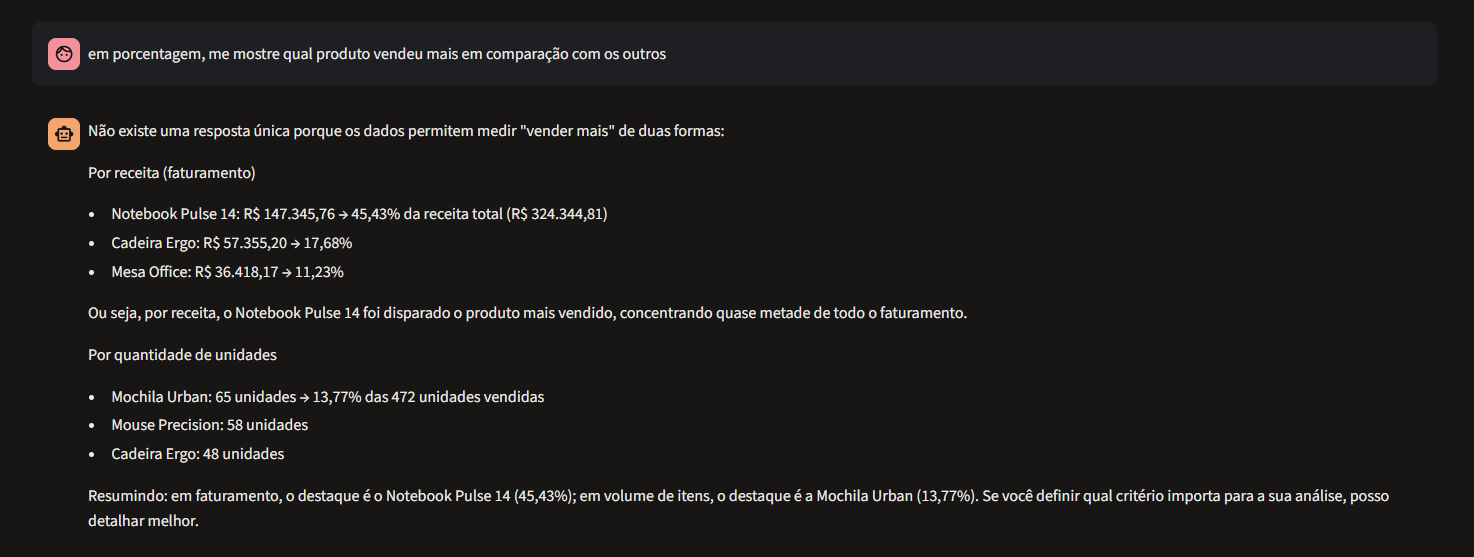 em porcentagem, me mostre qual produto vendeu mais em comparação com os outros
Não existe uma resposta única porque os dados permitem medir "vender mais" de duas formas:
Por receita (faturamento)
• Notebook Pulse 14: R$ 147.345,76 → 45,43% da receita total (R$ 324.344,81)
• Cadeira Ergo: R$ 57.355,20 → 17,68%
• Mesa Office: R$ 36.418,17 → 11,23%
Ou seja, por receita, o Notebook Pulse 14 foi disparado o produto mais vendido, concentrando quase metade de todo o faturamento.
Por quantidade de unidades
• Mochila Urban: 65 unidades → 13,77% das 472 unidades vendidas
• Mouse Precision: 58 unidades
• Cadeira Ergo: 48 unidades
Resumindo: em faturamento, o destaque é o Notebook Pulse 14 (45,43%); em volume de itens, o destaque é a Mochila Urban (13,77%). Se você definir qual critério importa para a sua análise, posso
detalhar melhor.